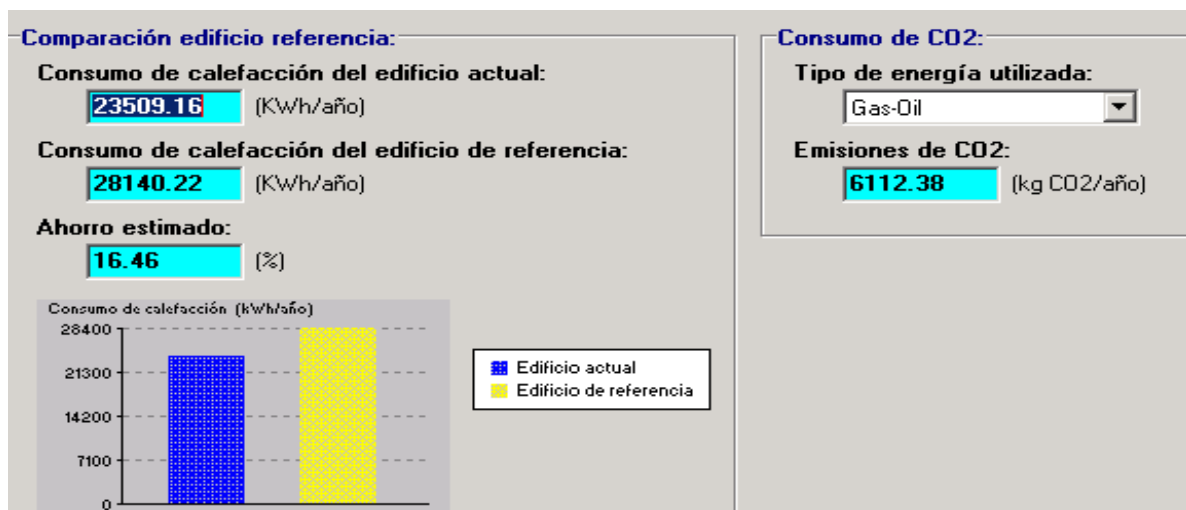 Comparación edificio referencia:
Consumo de calefacción del edificio actual:
23509.16 (KWh/año)
Consumo de calefacción del edificio de referencia:
28140.22 (KWh/año)
Ahorro estimado:
16.46 (%)
Consumo de calefacción (kWh/año)
28400
21300
14200
7100
0
Edificio actual
Edificio de referencia
Consumo de CO2:
Tipo de energía utilizada:
Gas-Oil
Emisiones de CO2:
6112.38 (kg CO2/año)